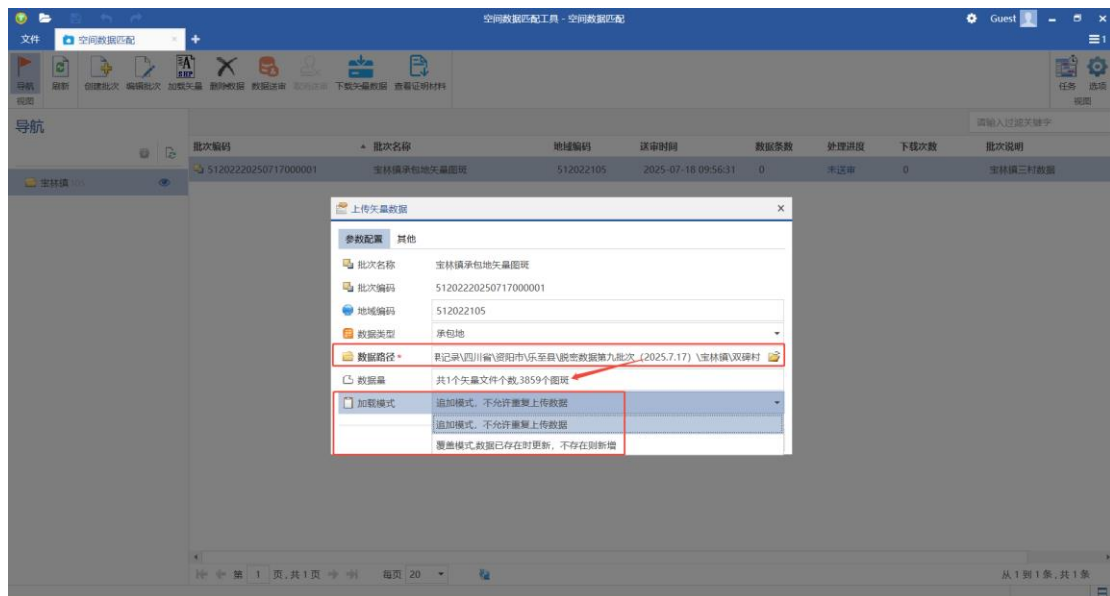 空间数据匹配工具 - 空间数据匹配
Guest
文件 空间数据匹配
1
导航 刷新 创建批次 编辑批次 加载矢量 删除数据 数据送审 取消送审 下载矢量数据 查看证明材料 任务 选项
视图 视图
导航
请输入过滤关键字
批次编码 批次名称 地域编码 送审时间 数据条数 处理进度 下载次数 批次说明
51202220250717000001 宝林镇承包地矢量图斑 512022105 2025-07-18 09:56:31 0 未送审 0 宝林镇三村数据
宝林镇105
上传矢量数据
参数配置 其他
批次名称 宝林镇承包地矢量图斑
批次编码 51202220250717000001
地域编码 512022105
数据类型 承包地
数据路径 * 记录\四川省\资阳市\乐至县\脱密数据第九批次（2025.7.17）\宝林镇\双碑村
数据量 共1个矢量文件个数,3859个图斑
加载模式 追加模式，不允许重复上传数据
追加模式，不允许重复上传数据
覆盖模式,数据已存在时更新，不存在则新增
第 1 页,共1页 每页 20 从1到1条,共1条